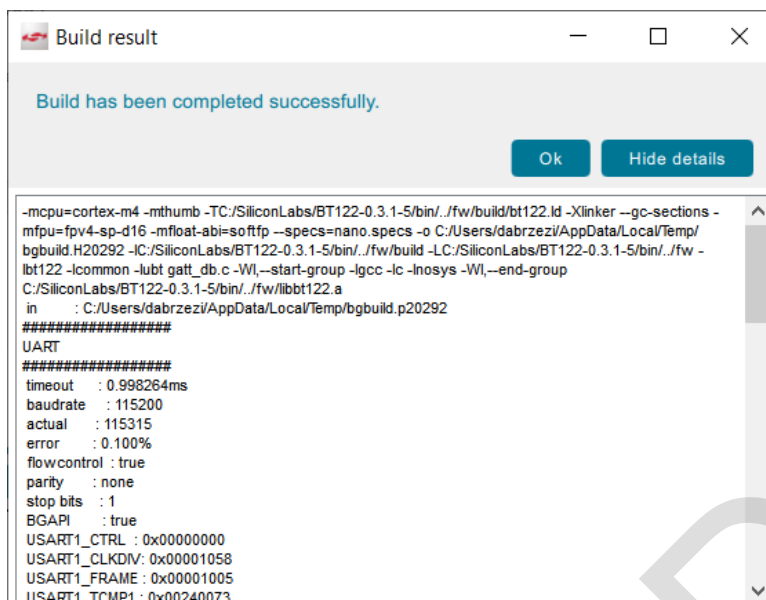 Build result
Build has been completed successfully.
Ok
Hide details
-mcpu=cortex-m4 -mthumb -TC:/SiliconLabs/BT122-0.3.1-5/bin/../fw/build/bt122.ld -Xlinker --gc-sections -
mfpu=fpv4-sp-d16 -mfloat-abi=softfp --specs=nano.specs -o C:/Users/dabrzezi/AppData/Local/Temp/
bgbuild.H20292 -IC:/SiliconLabs/BT122-0.3.1-5/bin/../fw/build -LC:/SiliconLabs/BT122-0.3.1-5/bin/../fw -
lbt122 -lcommon -lubt gatt_db.c -Wl,--start-group -lgcc -lc -lnosys -Wl,--end-group
C:/SiliconLabs/BT122-0.3.1-5/bin/../fw/libbt122.a
in : C:/Users/dabrzezi/AppData/Local/Temp/bgbuild.p20292
##################
UART
##################
timeout : 0.998264ms
baudrate : 115200
actual : 115315
error : 0.100%
flowcontrol : true
parity : none
stop bits : 1
BGAPI : true
USART1_CTRL : 0x00000000
USART1_CLKDIV: 0x00001058
USART1_FRAME : 0x00001005
USART1_TCMP1 : 0x00240073